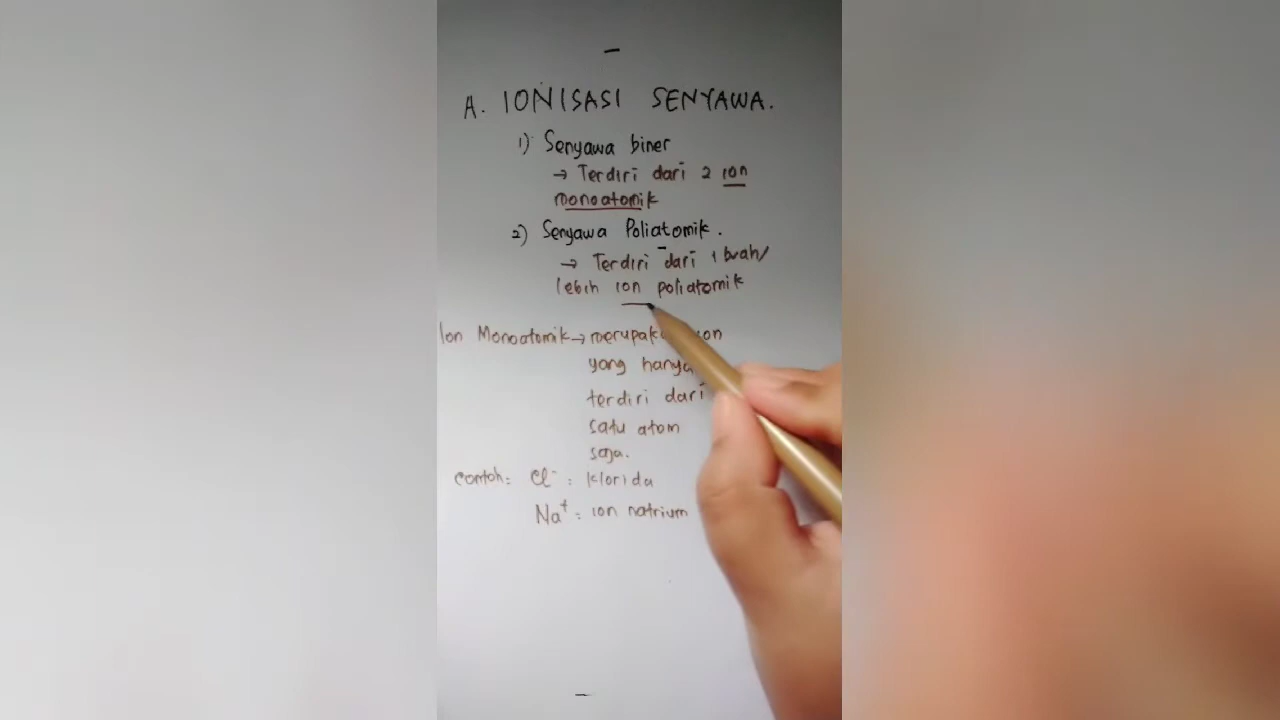 A. IONISASI SENYAWA.
1) Senyawa biner
→ Terdiri dari 2 ion
monoatomik
2) Senyawa Poliatomik.
→ Terdiri dari 1 buah/
lebih ion poliatomik
Ion Monoatomik → ion
yang hanya
terdiri dari
satu atom
saja.
Contoh: Cl⁻ : klorida
Na⁺ : ion natrium